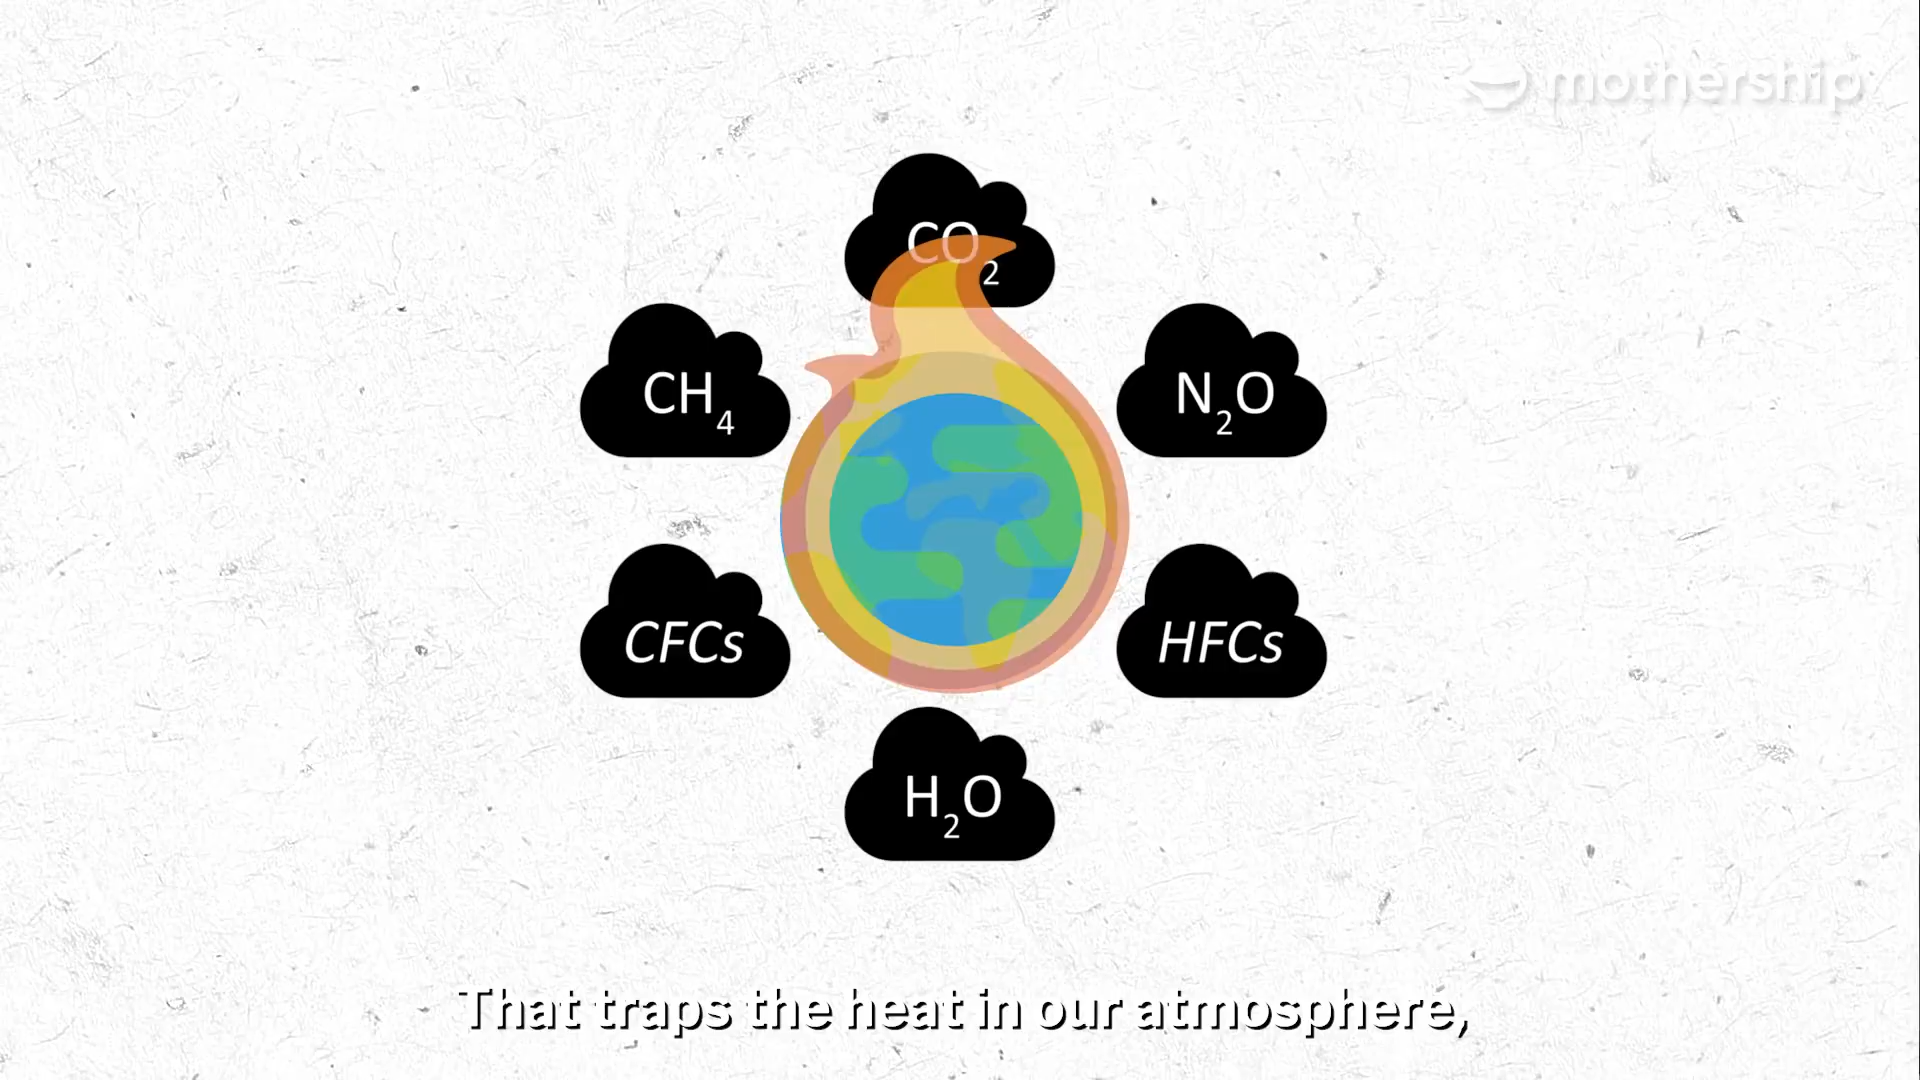 mothership
CO₂
CH₄
N₂O
CFCs
HFCs
H₂O
That traps the heat in our atmosphere,